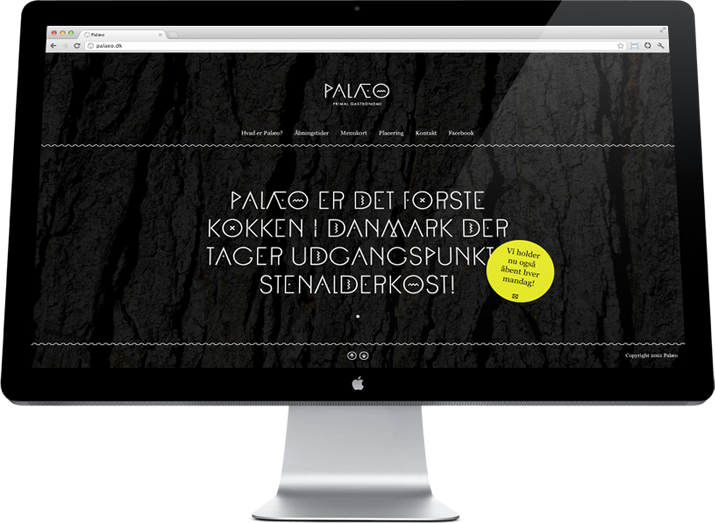 Palæo
palæo.dk
PALÆO
PRIMAL GASTRONOMI
Hvad er Palæo? Åbningstider Menukort Placering Kontakt Facebook
PALÆO ER DET FØRSTE
KØKKEN I DANMARK DER
TAGER UDGANGSPUNKT
STENALDERKOST!
Vi holder
nu også
åbent hver
mandag!
Copyright 2012 Palæo